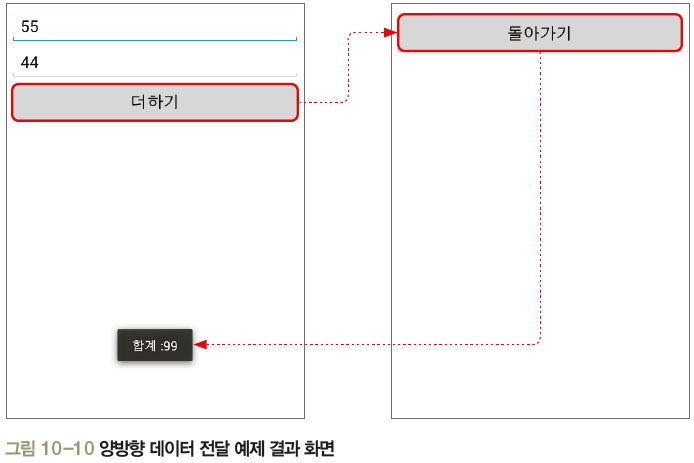 55
44
더하기
돌아가기
합계 :99
그림 10-10 양방향 데이터 전달 예제 결과 화면